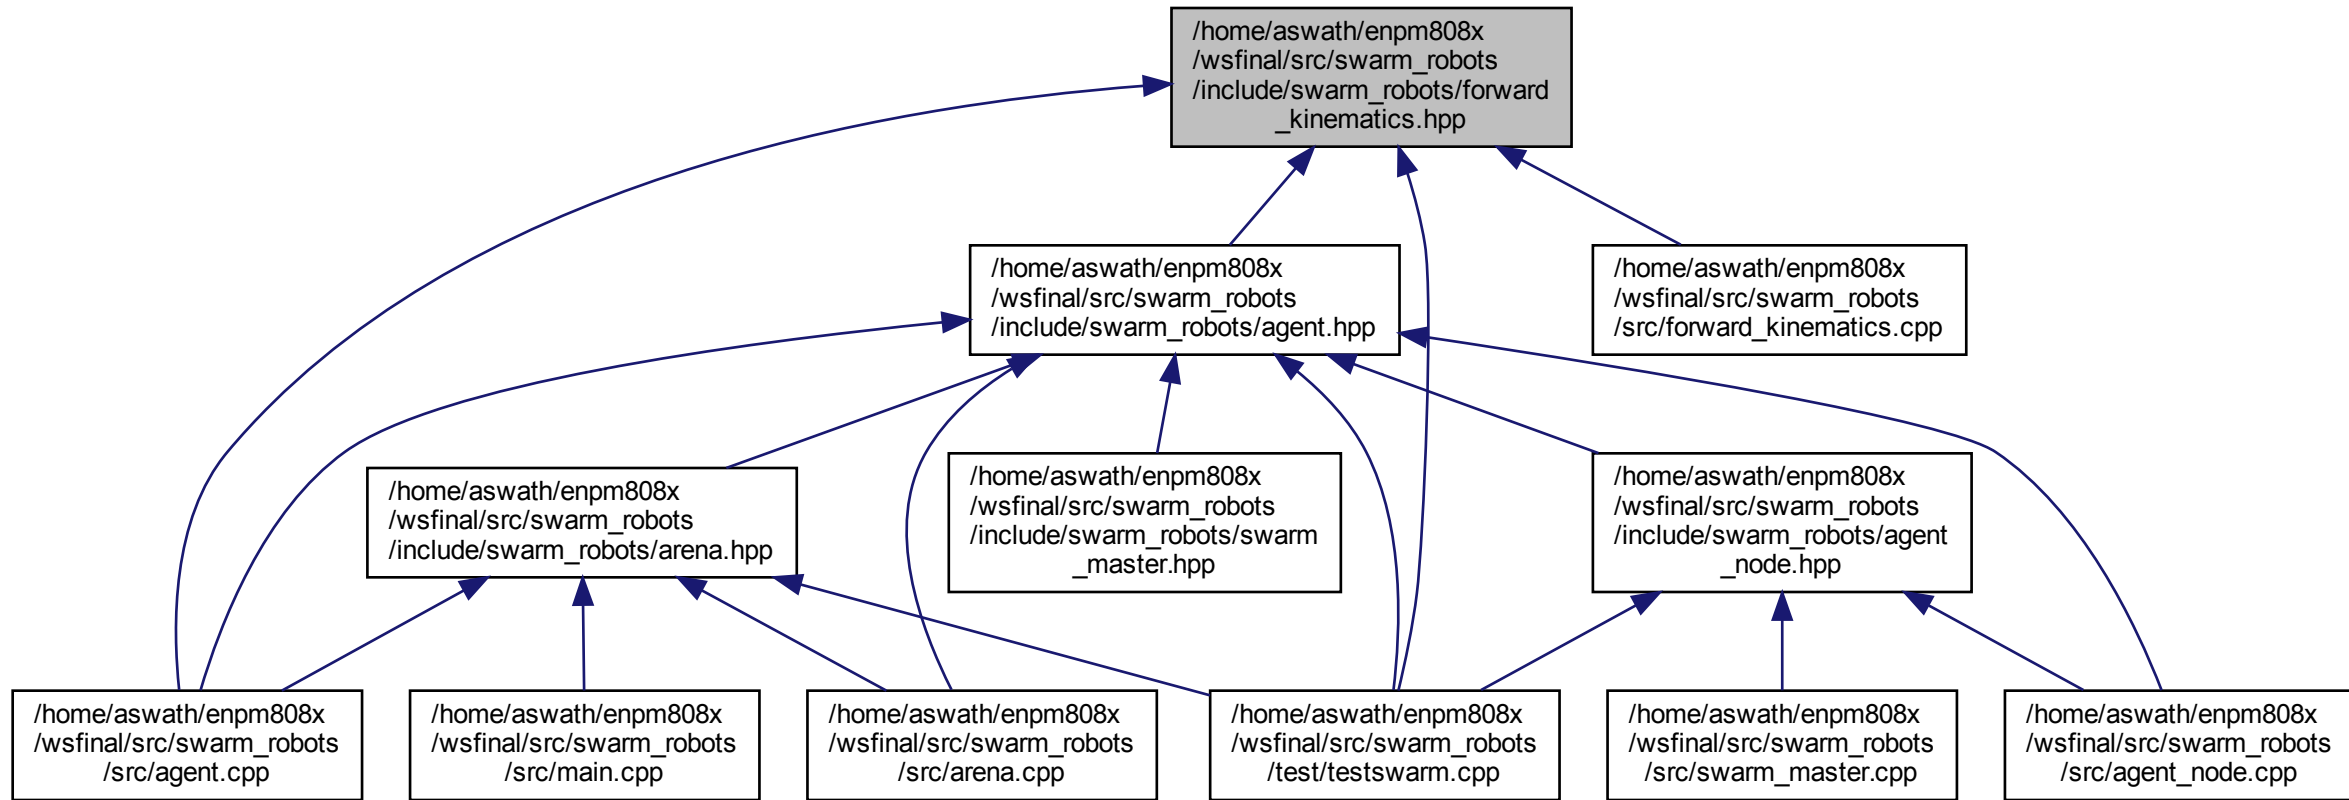 /home/aswath/enpm808x
/wsfinal/src/swarm_robots
/include/swarm_robots/forward
_kinematics.hpp
/home/aswath/enpm808x
/wsfinal/src/swarm_robots
/include/swarm_robots/agent.hpp
/home/aswath/enpm808x
/wsfinal/src/swarm_robots
/src/forward_kinematics.cpp
/home/aswath/enpm808x
/wsfinal/src/swarm_robots
/include/swarm_robots/arena.hpp
/home/aswath/enpm808x
/wsfinal/src/swarm_robots
/include/swarm_robots/swarm
_master.hpp
/home/aswath/enpm808x
/wsfinal/src/swarm_robots
/include/swarm_robots/agent
_node.hpp
/home/aswath/enpm808x
/wsfinal/src/swarm_robots
/src/agent.cpp
/home/aswath/enpm808x
/wsfinal/src/swarm_robots
/src/main.cpp
/home/aswath/enpm808x
/wsfinal/src/swarm_robots
/src/arena.cpp
/home/aswath/enpm808x
/wsfinal/src/swarm_robots
/test/testswarm.cpp
/home/aswath/enpm808x
/wsfinal/src/swarm_robots
/src/swarm_master.cpp
/home/aswath/enpm808x
/wsfinal/src/swarm_robots
/src/agent_node.cpp